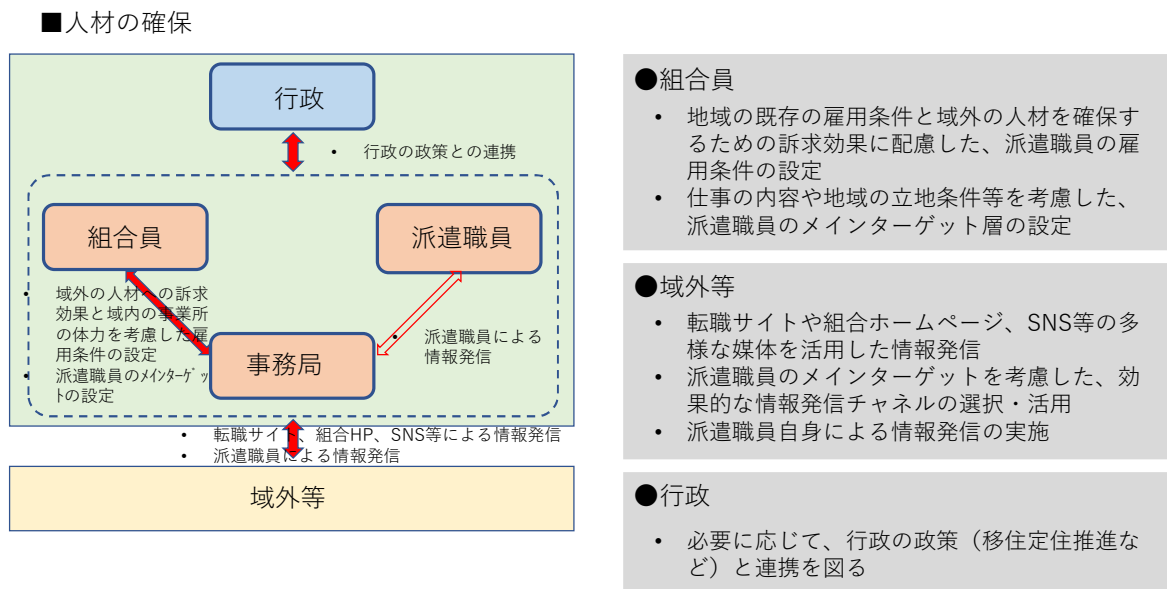 ■人材の確保
行政
• 行政の政策との連携
組合員
派遣職員
• 域外の人材への訴求
効果と域内の事業所
の体力を考慮した雇
用条件の設定
• 派遣職員のﾒｲﾝﾀｰｹﾞｯ
ﾄの設定
事務局
• 派遣職員による
情報発信
• 転職サイト、組合HP、SNS等による情報発信
• 派遣職員による情報発信
域外等
●組合員
• 地域の既存の雇用条件と域外の人材を確保す
るための訴求効果に配慮した、派遣職員の雇
用条件の設定
• 仕事の内容や地域の立地条件等を考慮した、
派遣職員のメインターゲット層の設定
●域外等
• 転職サイトや組合ホームページ、SNS等の多
様な媒体を活用した情報発信
• 派遣職員のメインターゲットを考慮した、効
果的な情報発信チャネルの選択・活用
• 派遣職員自身による情報発信の実施
●行政
• 必要に応じて、行政の政策（移住定住推進な
ど）と連携を図る